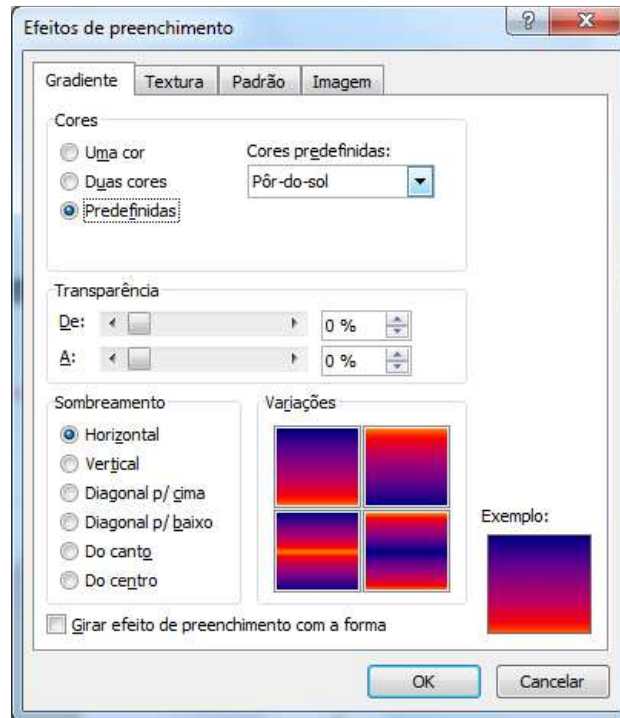 Efeitos de preenchimento
Gradiente Textura Padrão Imagem
Cores
Uma cor
Duas cores
Predefinidas
Cores predefinidas:
Pôr-do-sol
Transparência
De: 0 %
A: 0 %
Sombreamento
Horizontal
Vertical
Diagonal p/ cima
Diagonal p/ baixo
Do canto
Do centro
Variações
Exemplo:
Girar efeito de preenchimento com a forma
OK Cancelar